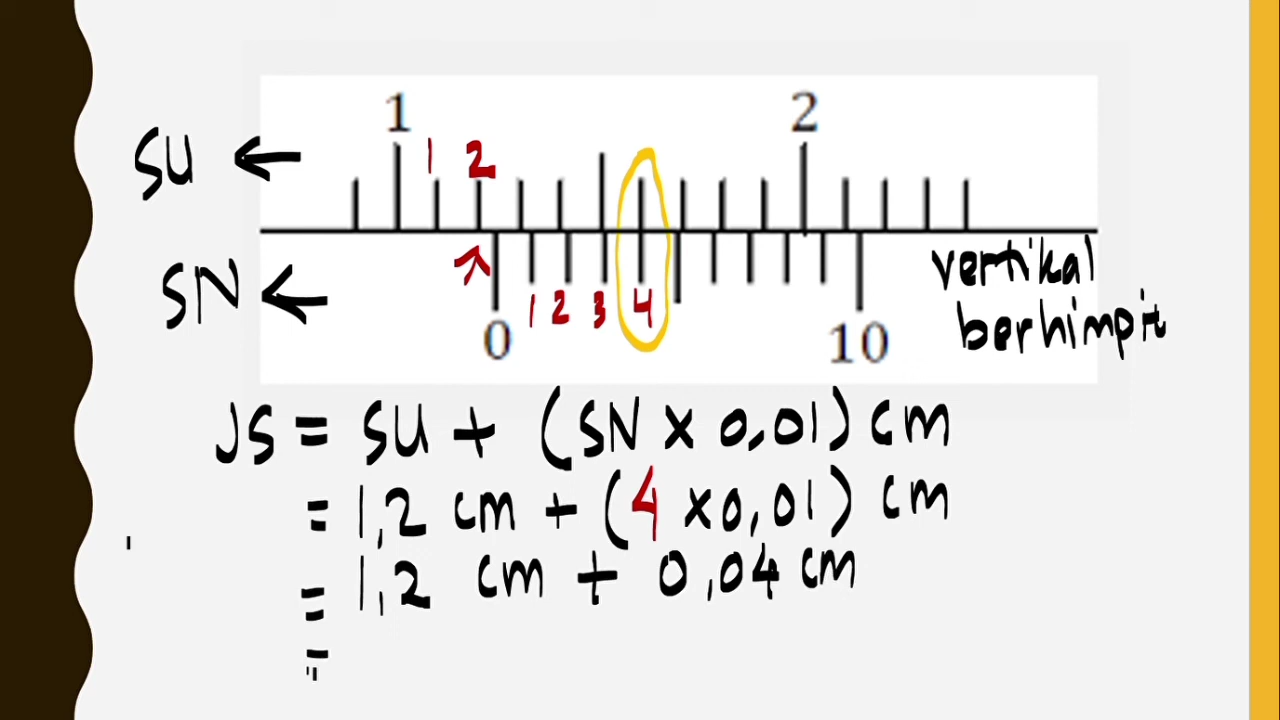 1 2
SU ← 1 2
SN ← 1 2 3 4 vertikal
0 10 berhimpit
JS = SU + (SN × 0,01) cm
= 1,2 cm + (4 × 0,01) cm
= 1,2 cm + 0,04 cm
=